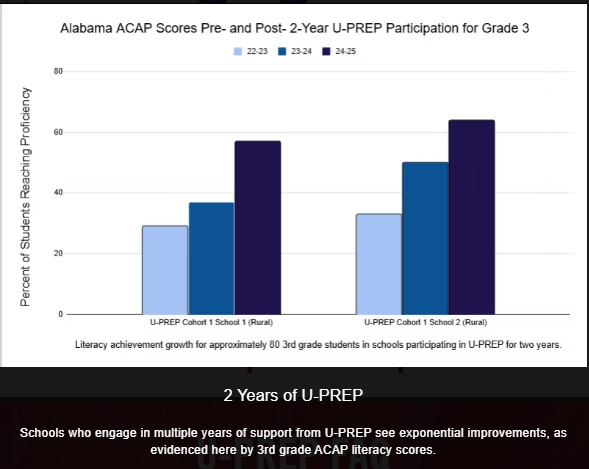 Alabama ACAP Scores Pre- and Post- 2-Year U-PREP Participation for Grade 3
22-23 23-24 24-25
Percent of Students Reaching Proficiency
80
60
40
20
0
U-PREP Cohort 1 School 1 (Rural) U-PREP Cohort 1 School 2 (Rural)
Literacy achievement growth for approximately 80 3rd grade students in schools participating in U-PREP for two years.
2 Years of U-PREP
Schools who engage in multiple years of support from U-PREP see exponential improvements, as
evidenced here by 3rd grade ACAP literacy scores.
U-PREP FAQ